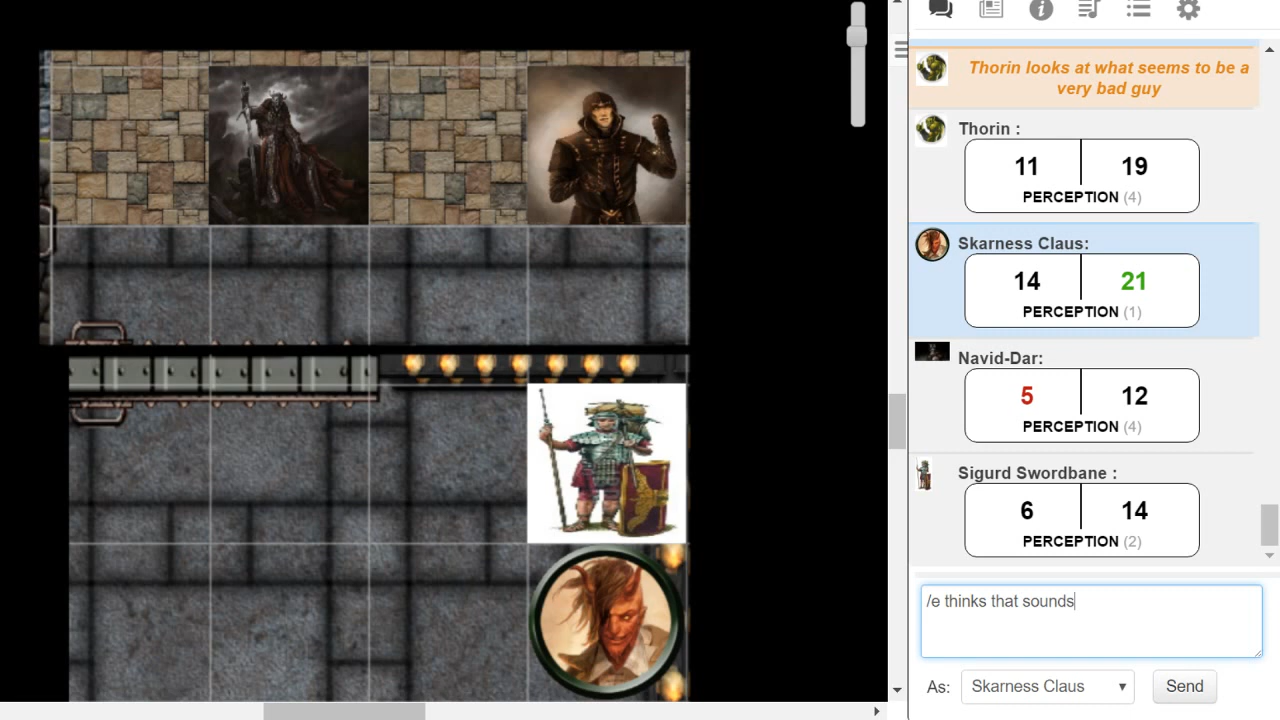 Thorin looks at what seems to be a
very bad guy
Thorin :
11 19
PERCEPTION (4)
Skarness Claus:
14 21
PERCEPTION (1)
Navid-Dar:
5 12
PERCEPTION (4)
Sigurd Swordbane :
6 14
PERCEPTION (2)
/e thinks that sounds
As: Skarness Claus Send